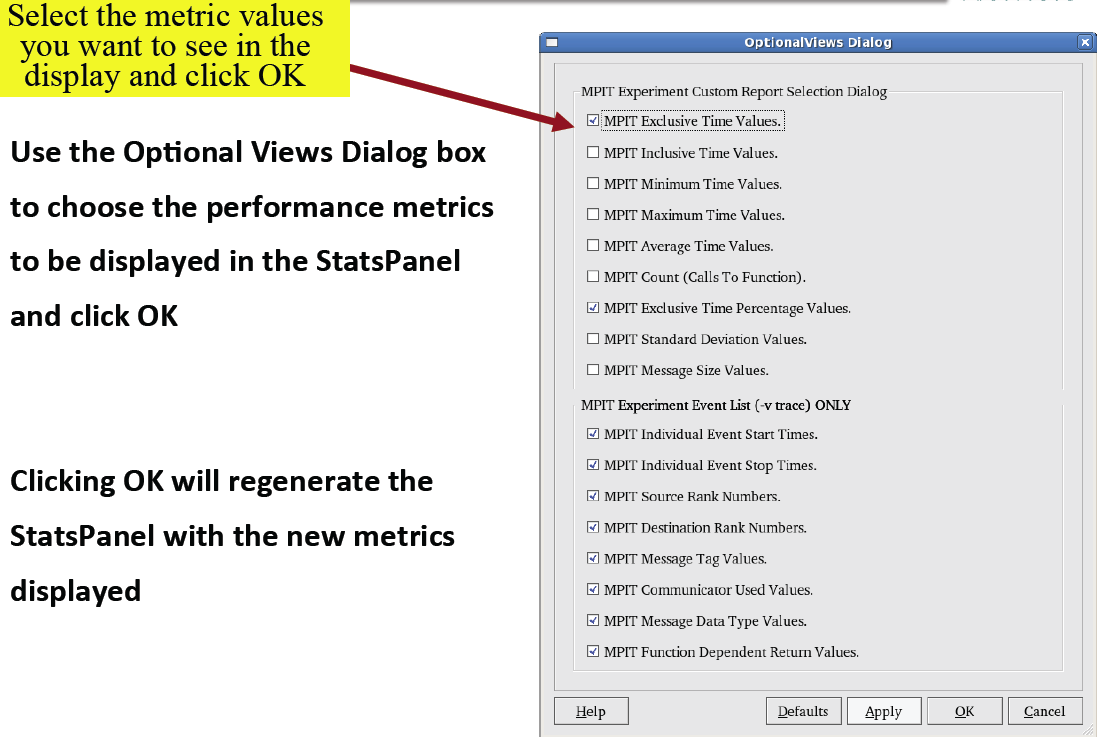 Select the metric values
you want to see in the
display and click OK
Use the Optional Views Dialog box
to choose the performance metrics
to be displayed in the StatsPanel
and click OK
Clicking OK will regenerate the
StatsPanel with the new metrics
displayed
OptionalViews Dialog
MPIT Experiment Custom Report Selection Dialog
MPIT Exclusive Time Values.
MPIT Inclusive Time Values.
MPIT Minimum Time Values.
MPIT Maximum Time Values.
MPIT Average Time Values.
MPIT Count (Calls To Function).
MPIT Exclusive Time Percentage Values.
MPIT Standard Deviation Values.
MPIT Message Size Values.
MPIT Experiment Event List (-v trace) ONLY
MPIT Individual Event Start Times.
MPIT Individual Event Stop Times.
MPIT Source Rank Numbers.
MPIT Destination Rank Numbers.
MPIT Message Tag Values.
MPIT Communicator Used Values.
MPIT Message Data Type Values.
MPIT Function Dependent Return Values.
Help Defaults Apply OK Cancel